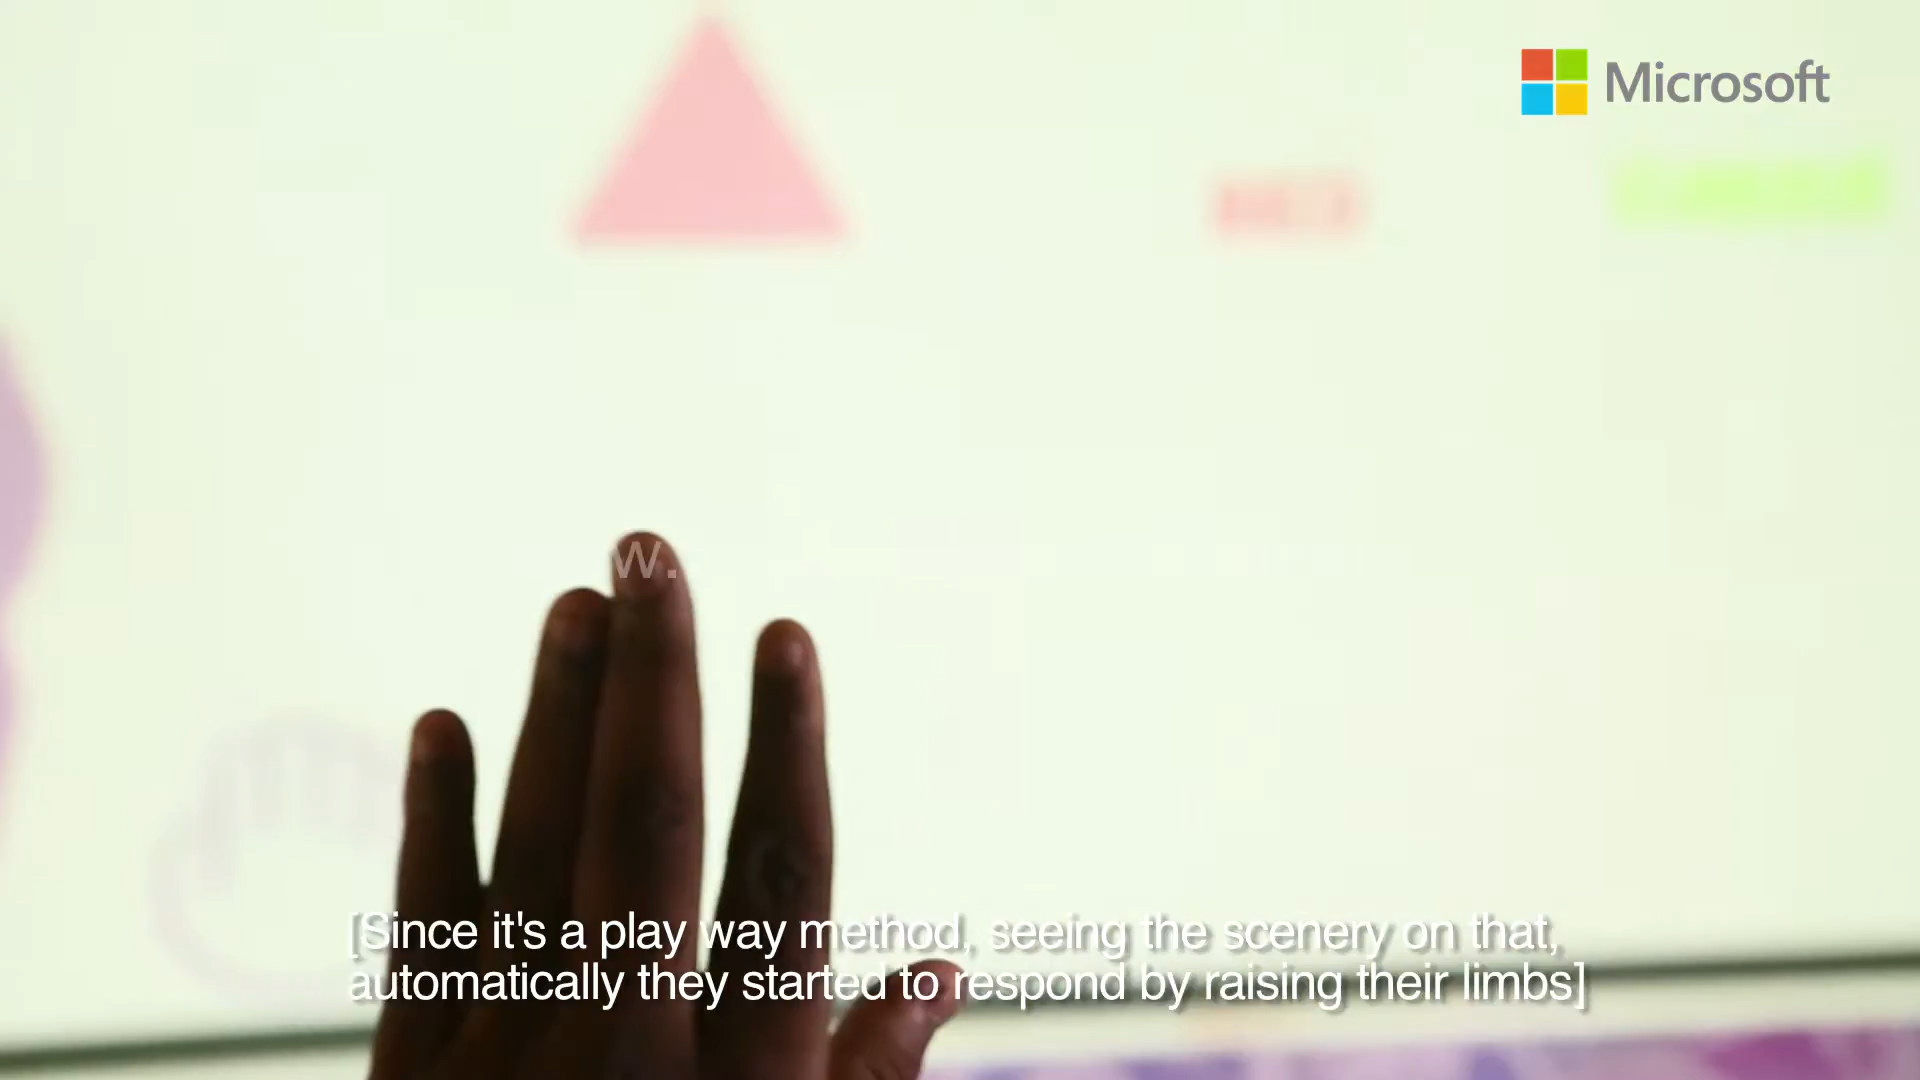 Microsoft
w.
[Since it's a play way method, seeing the scenery on that,
automatically they started to respond by raising their limbs]